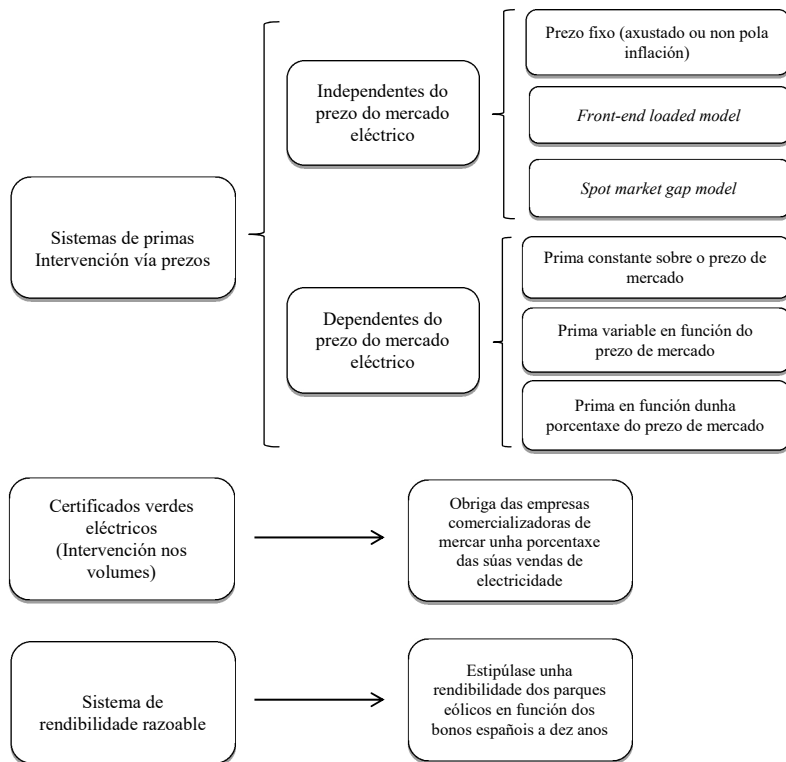 Sistemas de primas
Intervención vía prezos
Independentes do
prezo do mercado
eléctrico
Prezo fixo (axustado ou non pola
inflación)
Front-end loaded model
Spot market gap model
Dependentes do
prezo do mercado
eléctrico
Prima constante sobre o prezo de
mercado
Prima variable en función do
prezo de mercado
Prima en función dunha
porcentaxe do prezo de mercado
Certificados verdes
eléctricos
(Intervención nos
volumes)
Obriga das empresas
comercializadoras de
mercar unha porcentaxe
das súas vendas de
electricidade
Sistema de
rendibilidade razoable
Estipúlase unha
rendibilidade dos parques
eólicos en función dos
bonos españois a dez anos